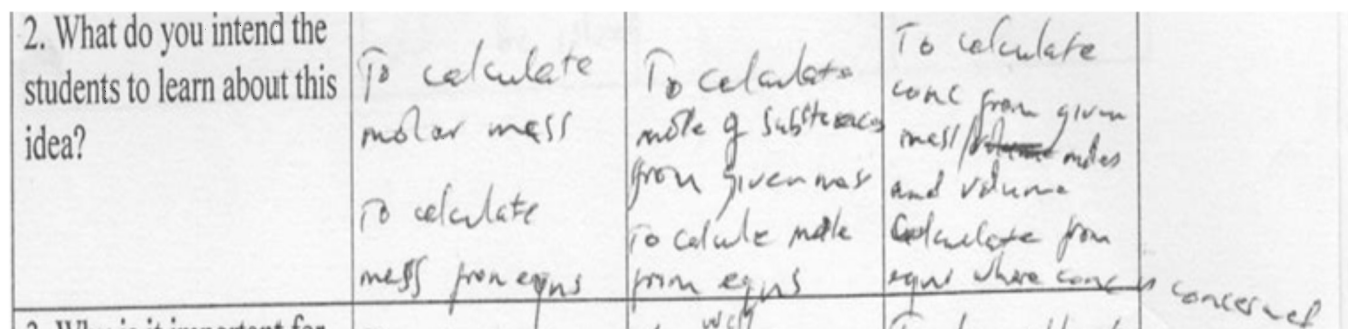 2. What do you intend the
students to learn about this
idea?
To calculate
molar mass
To calculate
mass from eqns
To calculate
mole of substances
from given mass
To calcule mole
from eqns
To calculate
conc from given
mass/ moles
and volume
Calculate from
eqns where conc is concerned